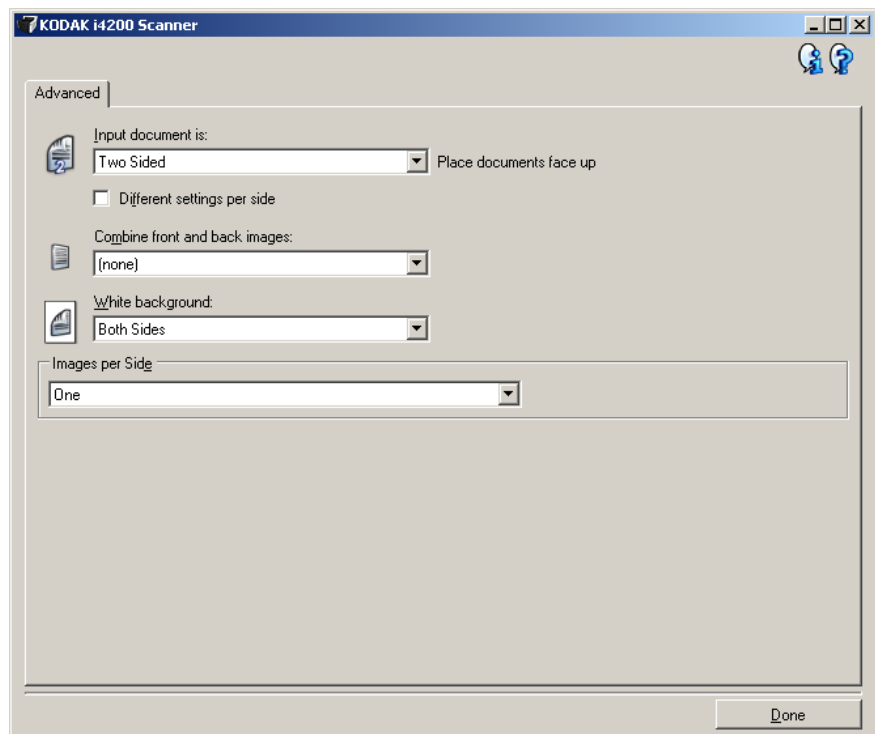 KODAK i4200 Scanner
Advanced
Input document is:
Two Sided
Place documents face up
Different settings per side
Combine front and back images:
(none)
White background:
Both Sides
Images per Side
One
Done